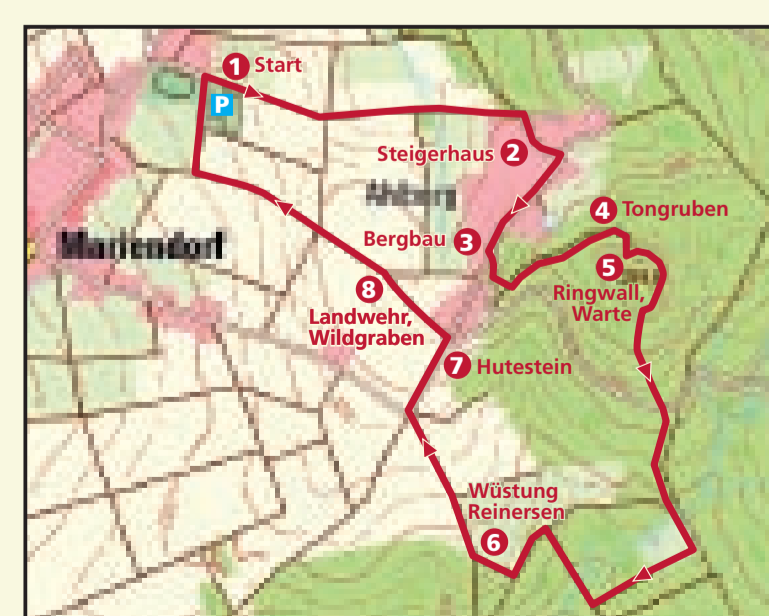 1 Start
P
Steigerhaus 2
Ahlberg
4 Tongruben
Mariendorf
Bergbau 3
5
Ringwall,
Warte
8
Landwehr,
Wildgraben
7 Hutestein
Wüstung
Reinersen
6